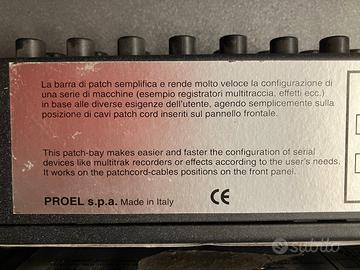 La barra di patch semplifica e rende molto veloce la configurazione di
una serie di macchine (esempio registratori multitraccia, effetti ecc.)
in base alle diverse esigenze dell'utente, agendo semplicemente sulla
posizione di cavi patch cord inseriti sul pannello frontale.
This patch-bay makes easier and faster the configuration of serial
devices like multitrak recorders or effects according to the user's needs.
It works on the patchcord-cables positions on the front panel.
PROEL s.p.a. Made in Italy CE
subito